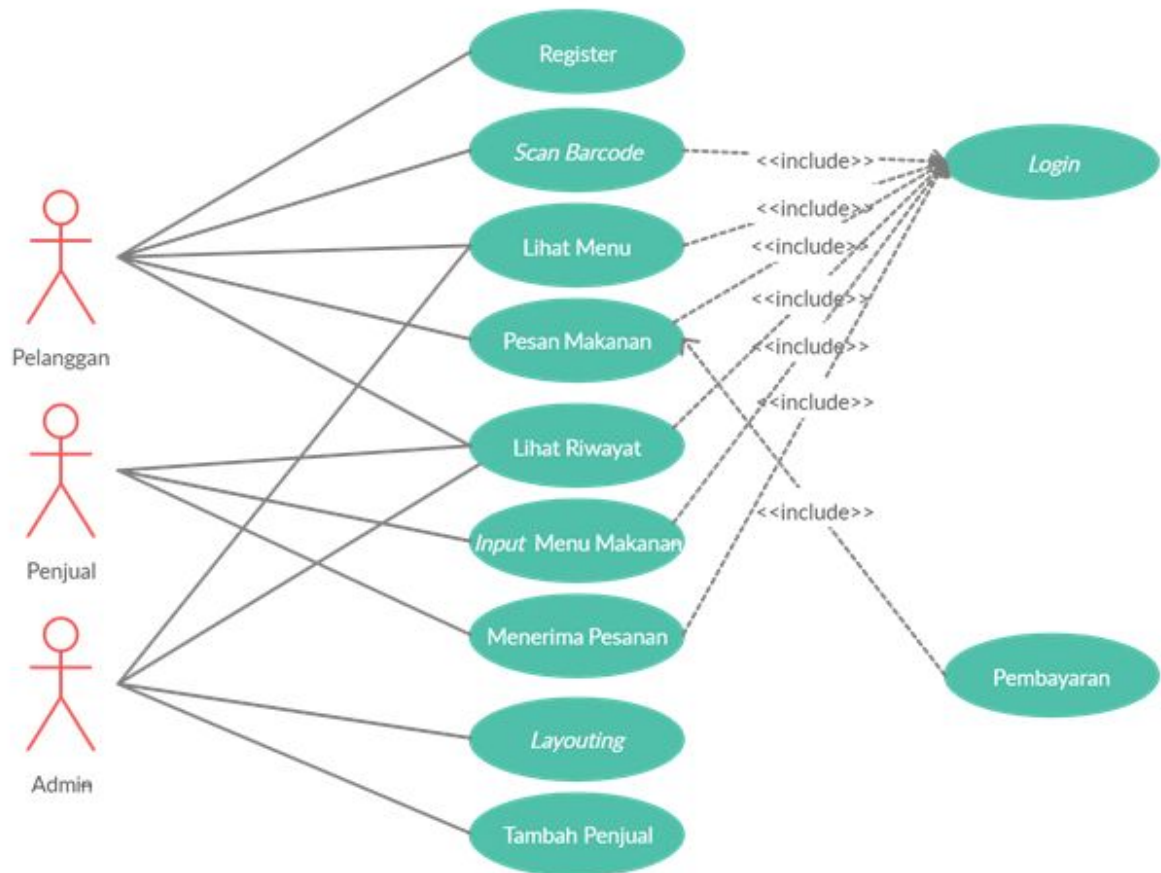 Register
Scan Barcode
<<include>>
Login
<<include>>
Lihat Menu
<<include>>
<<include>>
Pesan Makanan
<<include>>
Pelanggan
<<include>>
Lihat Riwayat
<<include>>
Input Menu Makanan
Penjual
Menerima Pesanan
Pembayaran
Layouting
Admin
Tambah Penjual